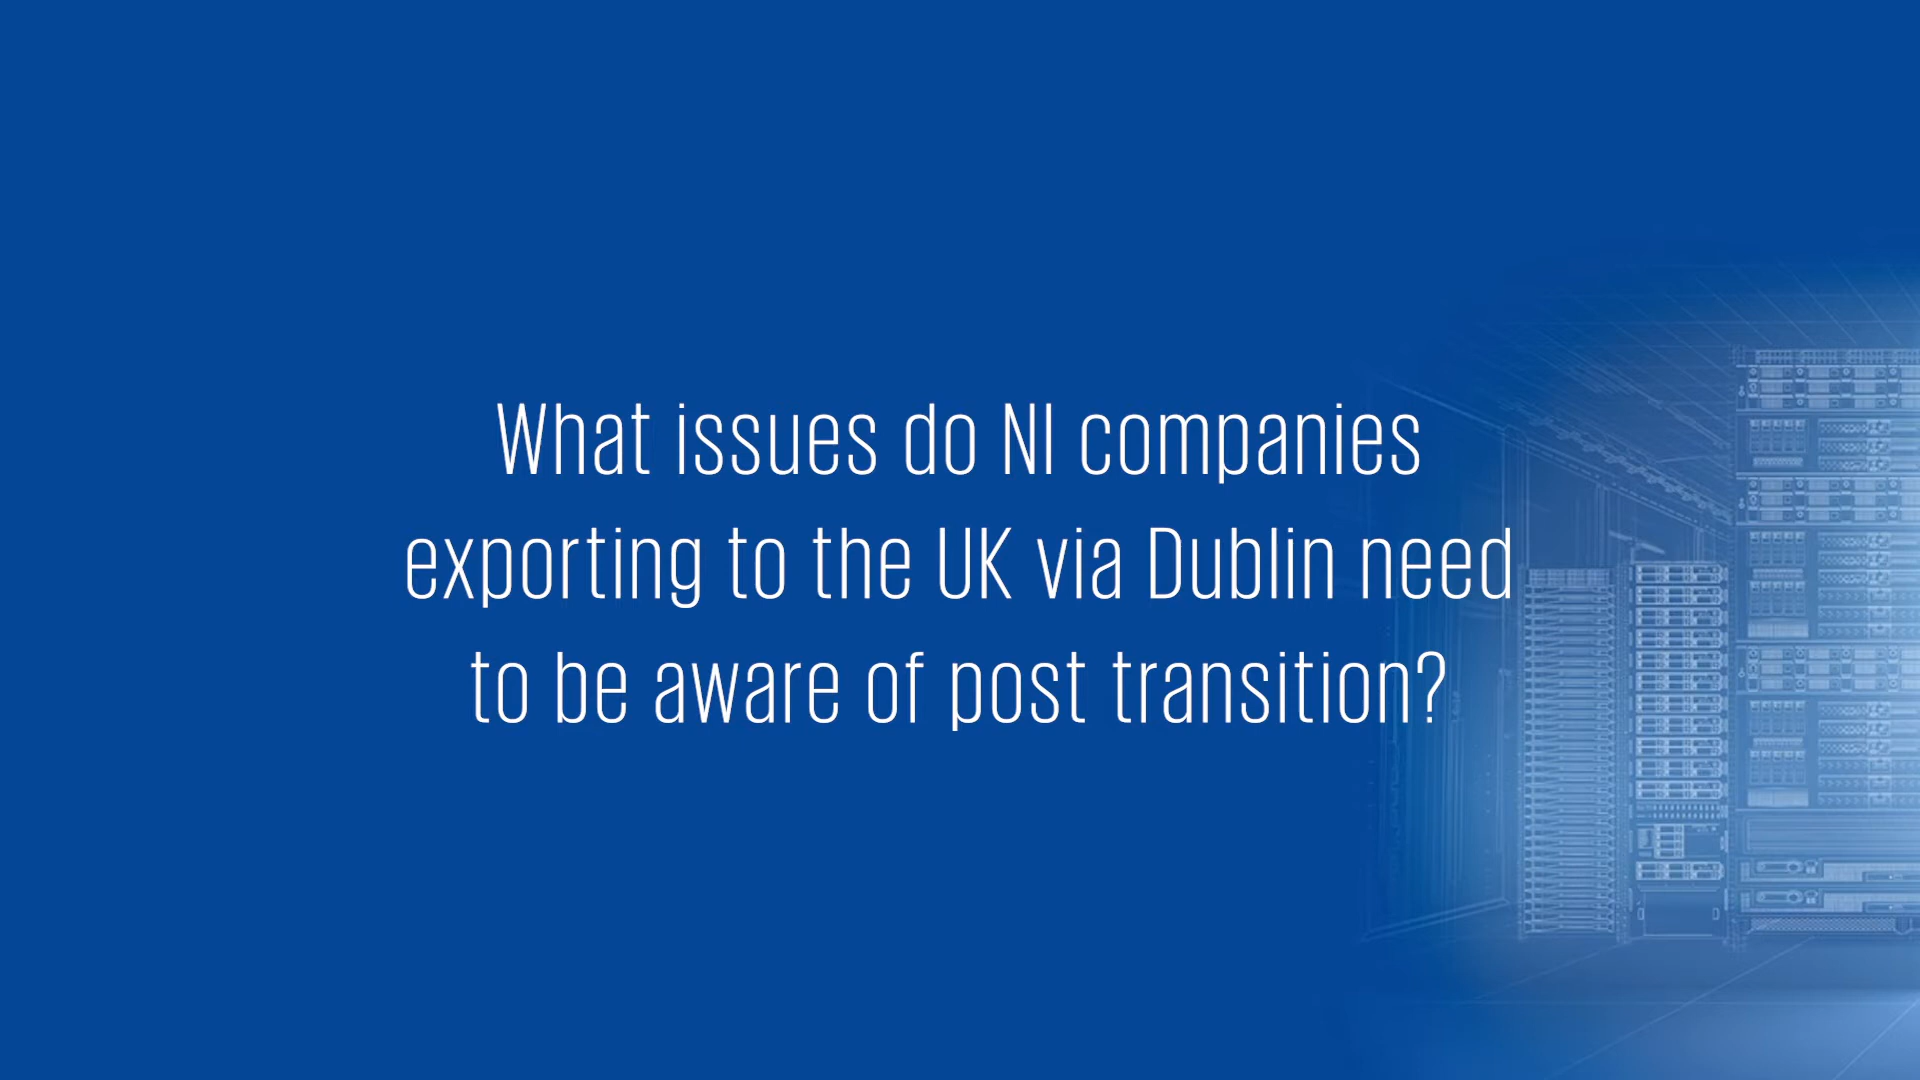 What issues do NI companies
exporting to the UK via Dublin need
to be aware of post transition?